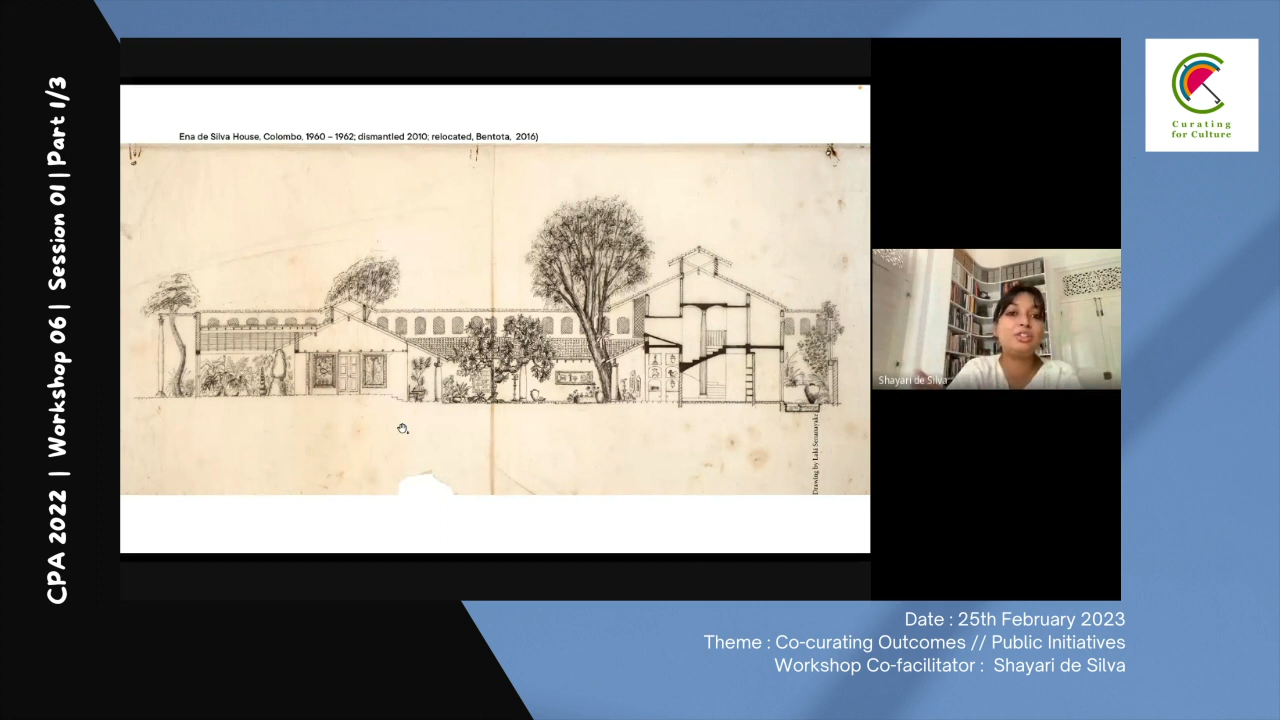 CPA 2022 | Workshop 06 | Session 01 | Part 1/3
Ena de Silva House, Colombo, 1960 – 1962; dismantled 2010; relocated, Bentota, 2016)
Drawing by Laki Senanayake
Shayari de Silva
Curating
for Culture
Date : 25th February 2023
Theme : Co-curating Outcomes // Public Initiatives
Workshop Co-facilitator : Shayari de Silva